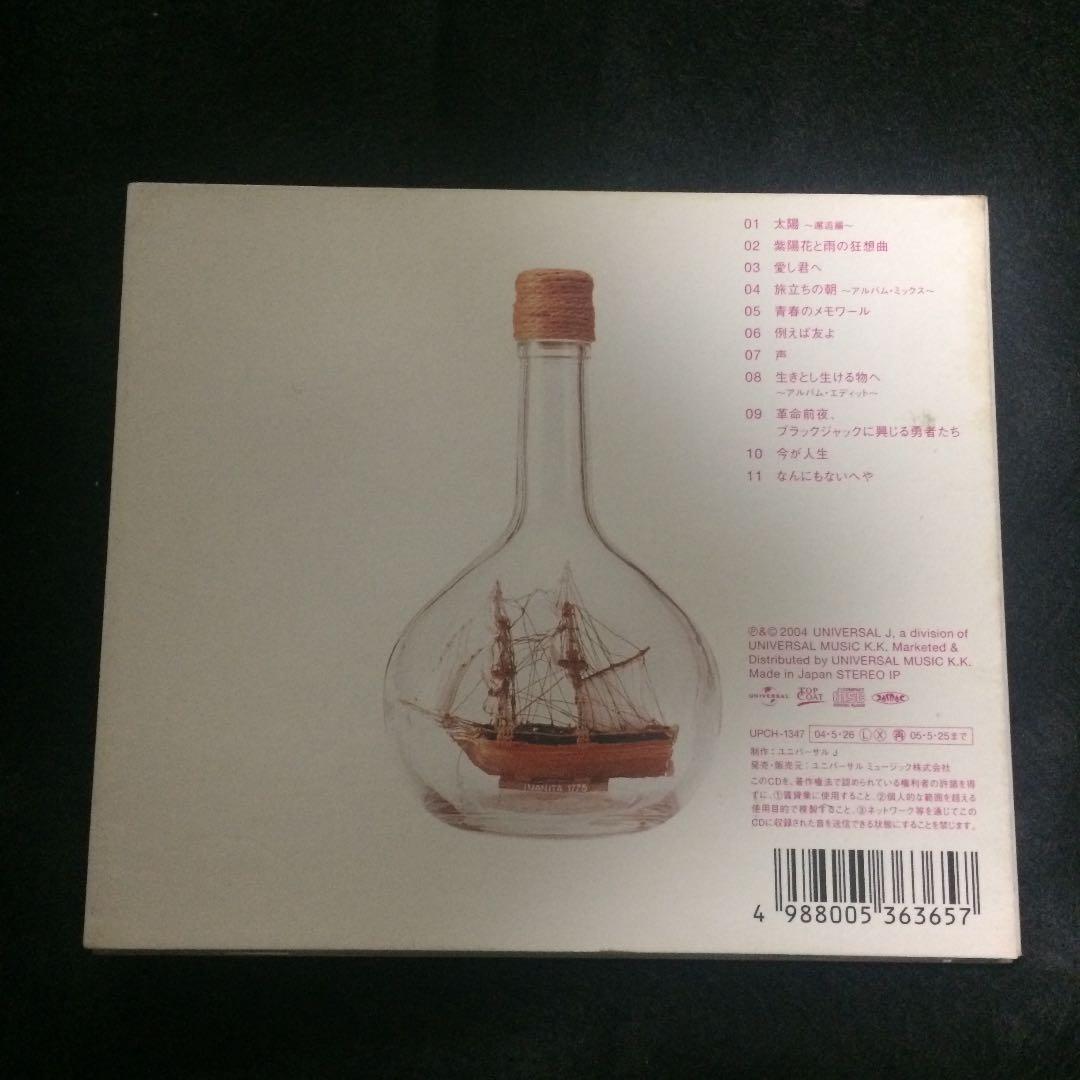 01 太陽 ～邂逅編～
02 紫陽花と雨の狂想曲
03 愛し君へ
04 旅立ちの朝 ～アルバム・ミックス～
05 青春のメモワール
06 例えば友よ
07 声
08 生きとし生ける物へ
～アルバム・エディット～
09 革命前夜、
ブラックジャックに興じる勇者たち
10 今が人生
11 なんにもないへや
℗&© 2004 UNIVERSAL J, a division of
UNIVERSAL MUSIC K.K. Marketed &
Distributed by UNIVERSAL MUSIC K.K.
Made in Japan STEREO IP
UNIVERSAL TOP COAT COMPACT DISC DIGITAL AUDIO JASRAC
UPCH-1347 04・5・26 Ⓛ Ⓧ 再 05・5・25まで
制作：ユニバーサル J
発売・販売元：ユニバーサル ミュージック株式会社
このCDを、著作権法で認められている権利者の許諾を得
ずに、①賃貸業に使用すること、②個人的な範囲を超える
使用目的で複製すること、③ネットワーク等を通じてこの
CDに収録された音を送信できる状態にすることを禁じます。
4 988005 363657